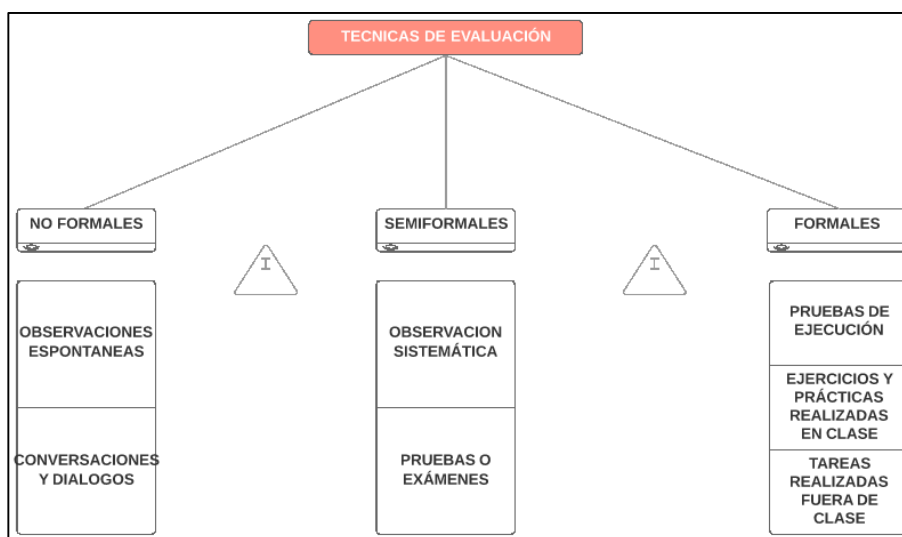 TECNICAS DE EVALUACIÓN
NO FORMALES
SEMIFORMALES
FORMALES
I
I
OBSERVACIONES
ESPONTANEAS
CONVERSACIONES
Y DIALOGOS
OBSERVACION
SISTEMÁTICA
PRUEBAS O
EXÁMENES
PRUEBAS DE
EJECUCIÓN
EJERCICIOS Y
PRÁCTICAS
REALIZADAS
EN CLASE
TAREAS
REALIZADAS
FUERA DE
CLASE